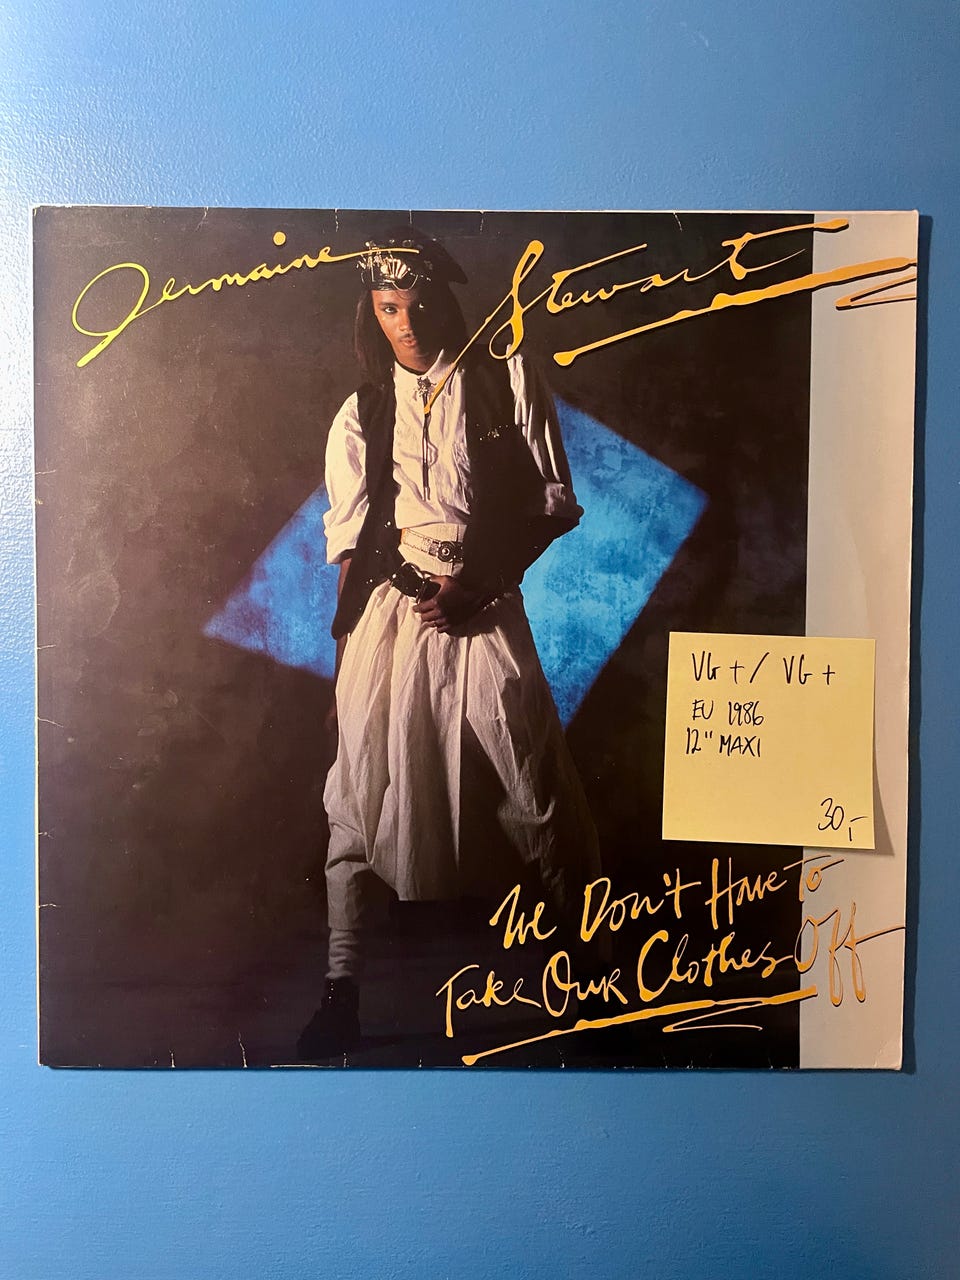 Jermaine Stewart
VG + / VG +
EU 1986
12" MAXI
30,-
We Don't Have To
Take Our Clothes Off